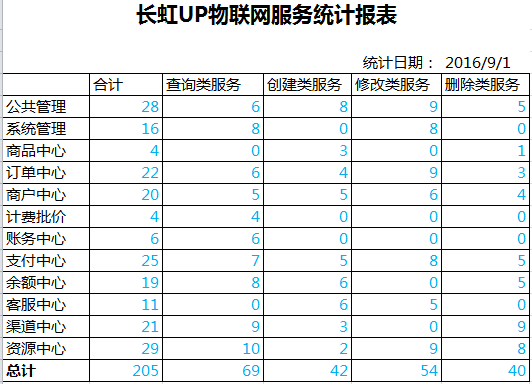 长虹UP物联网服务统计报表
统计日期： 2016/9/1
合计 查询类服务 创建类服务 修改类服务 删除类服务
公共管理 28 6 8 9 5
系统管理 16 8 0 8 0
商品中心 4 0 3 0 1
订单中心 22 6 4 9 3
商户中心 20 5 5 6 4
计费批价 4 4 0 0 0
账务中心 6 6 0 0 0
支付中心 25 7 5 8 5
余额中心 19 8 6 0 5
客服中心 11 0 6 5 0
渠道中心 21 9 3 0 9
资源中心 29 10 2 9 8
总计 205 69 42 54 40